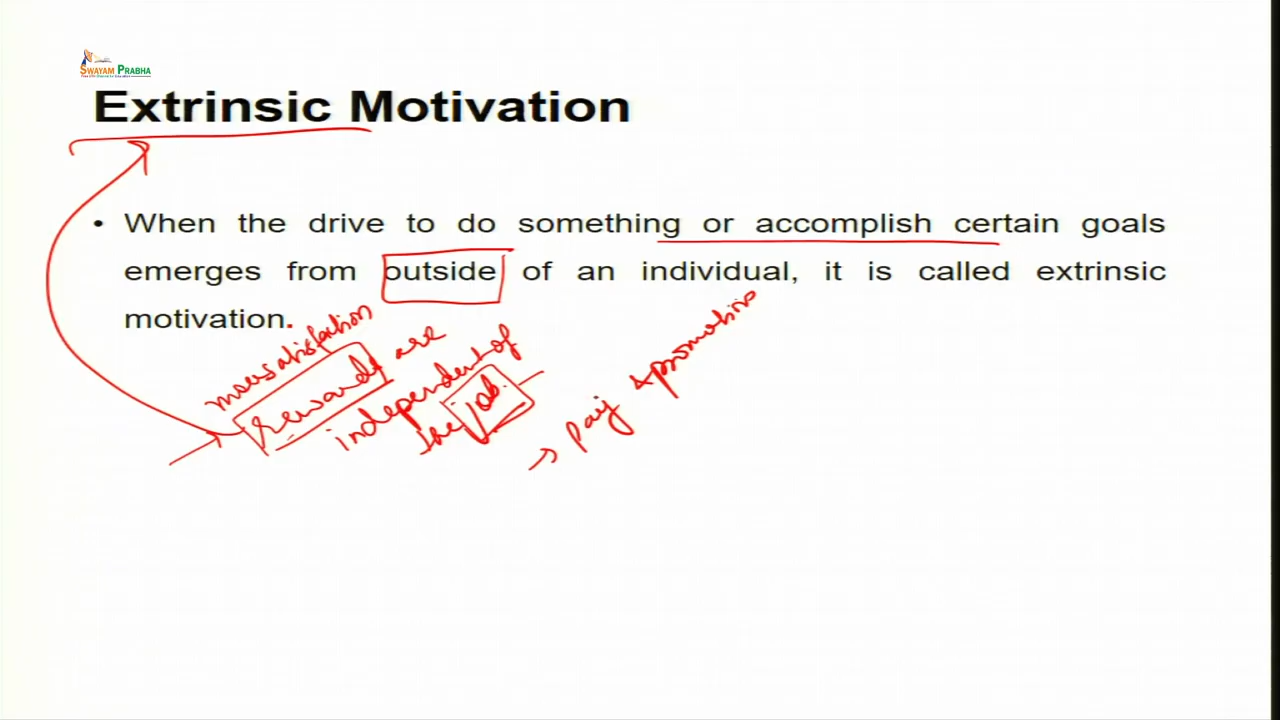 SWAYAM PRABHA
Extrinsic Motivation
• When the drive to do something or accomplish certain goals
emerges from outside of an individual, it is called extrinsic
motivation.
satisfaction
rewards are
independent of
the job.
→ pay & promotion